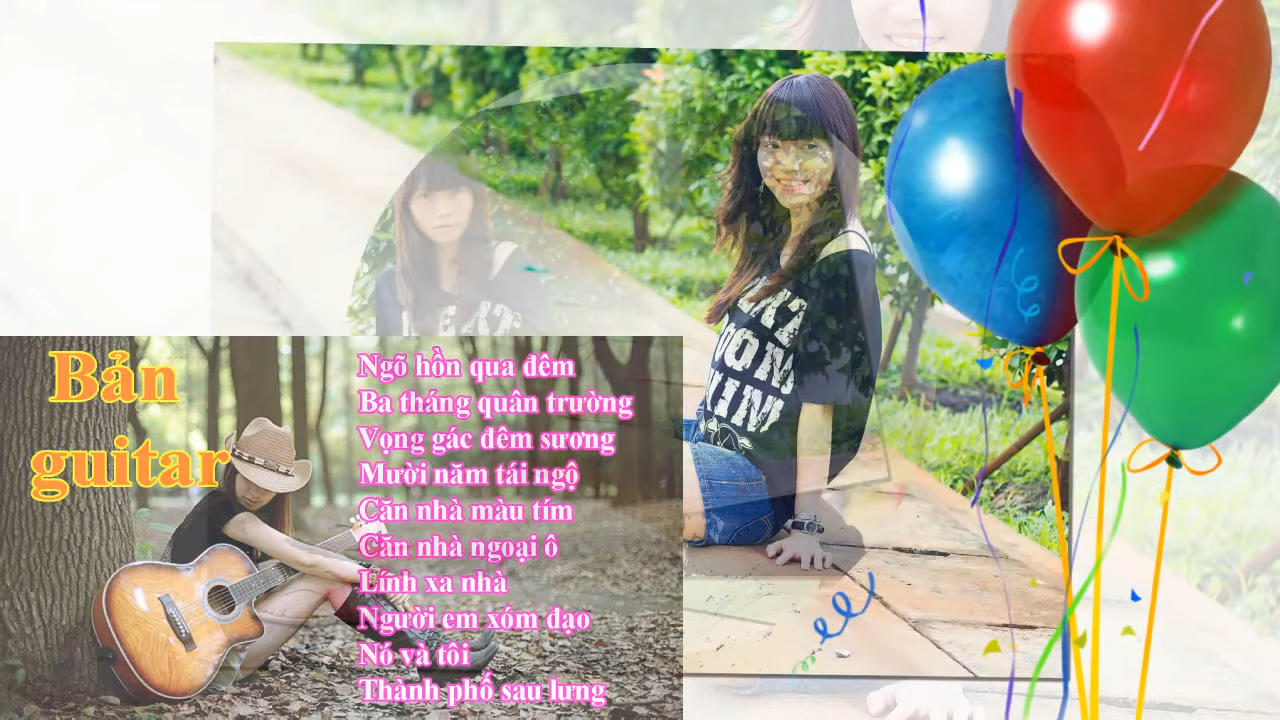 Bản
guitar
Ngõ hồn qua đêm
Ba tháng quân trường
Vọng gác đêm sương
Mười năm tái ngộ
Căn nhà màu tím
Căn nhà ngoại ô
Lính xa nhà
Người em xóm đạo
Nó và tôi
Thành phố sau lưng